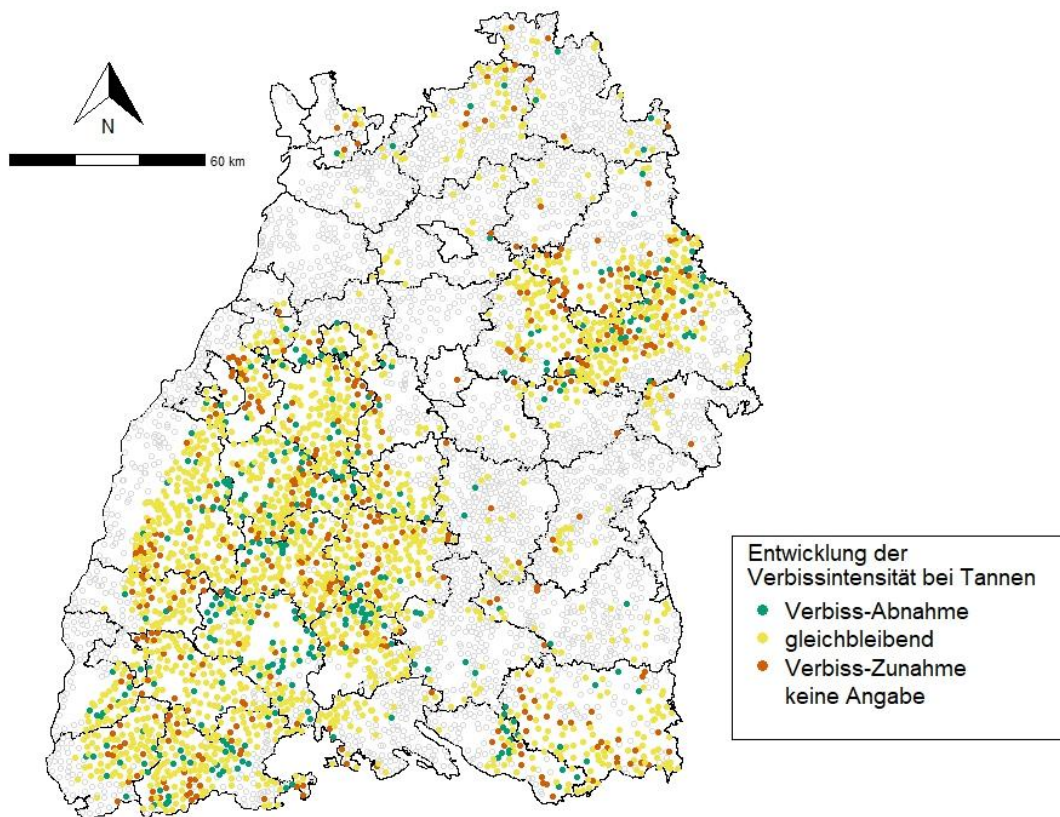 N
60 km
Entwicklung der
Verbissintensität bei Tannen
Verbiss-Abnahme
gleichbleibend
Verbiss-Zunahme
keine Angabe